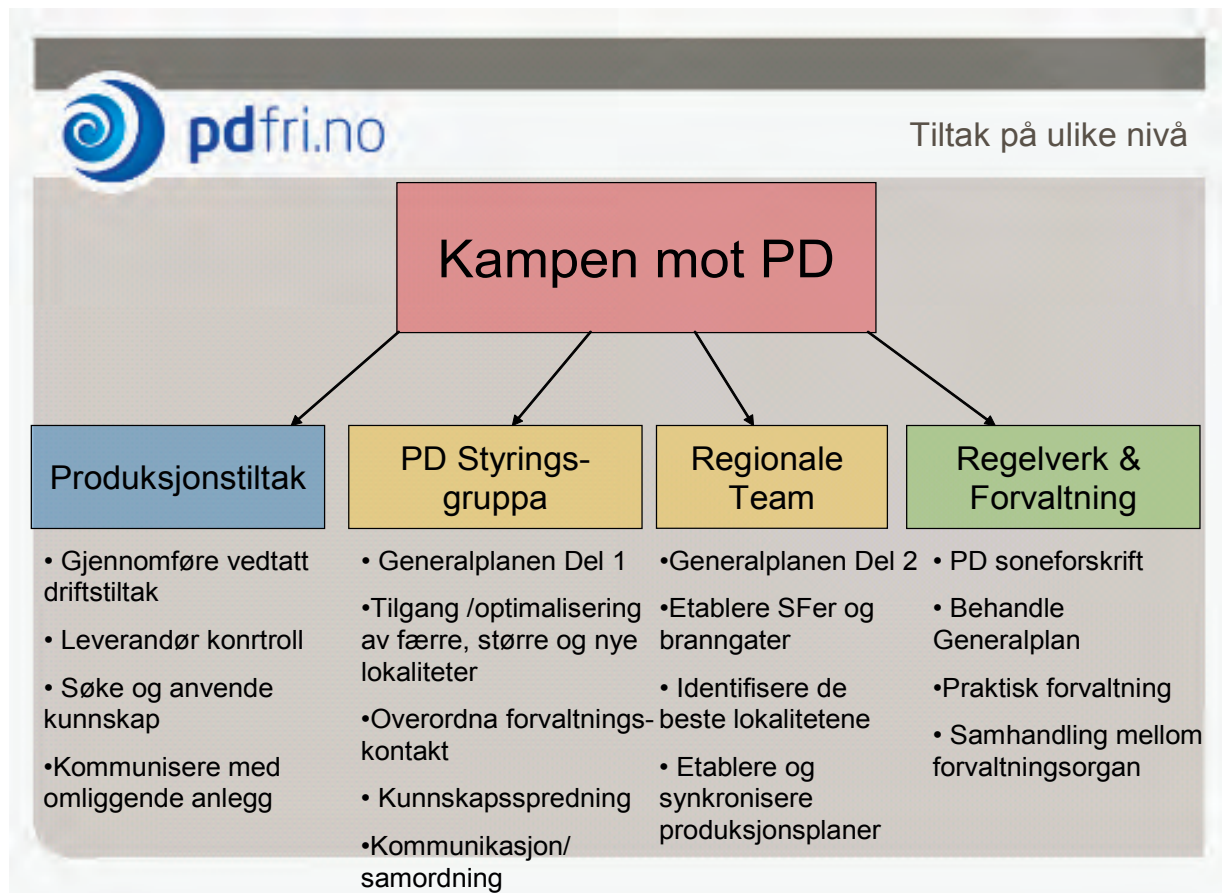 pdfri.no
Tiltak på ulike nivå
Kampen mot PD
Produksjonstiltak
• Gjennomføre vedtatt
driftstiltak
• Leverandør konrtroll
• Søke og anvende
kunnskap
•Kommunisere med
omliggende anlegg
PD Styrings-
gruppa
• Generalplanen Del 1
•Tilgang /optimalisering
av færre, større og nye
lokaliteter
•Overordna forvaltnings-
kontakt
• Kunnskapsspredning
•Kommunikasjon/
samordning
Regionale
Team
•Generalplanen Del 2
•Etablere SFer og
branngater
• Identifisere de
beste lokalitetene
• Etablere og
synkronisere
produksjonsplaner
Regelverk &
Forvaltning
• PD soneforskrift
• Behandle
Generalplan
•Praktisk forvaltning
• Samhandling mellom
forvaltningsorgan